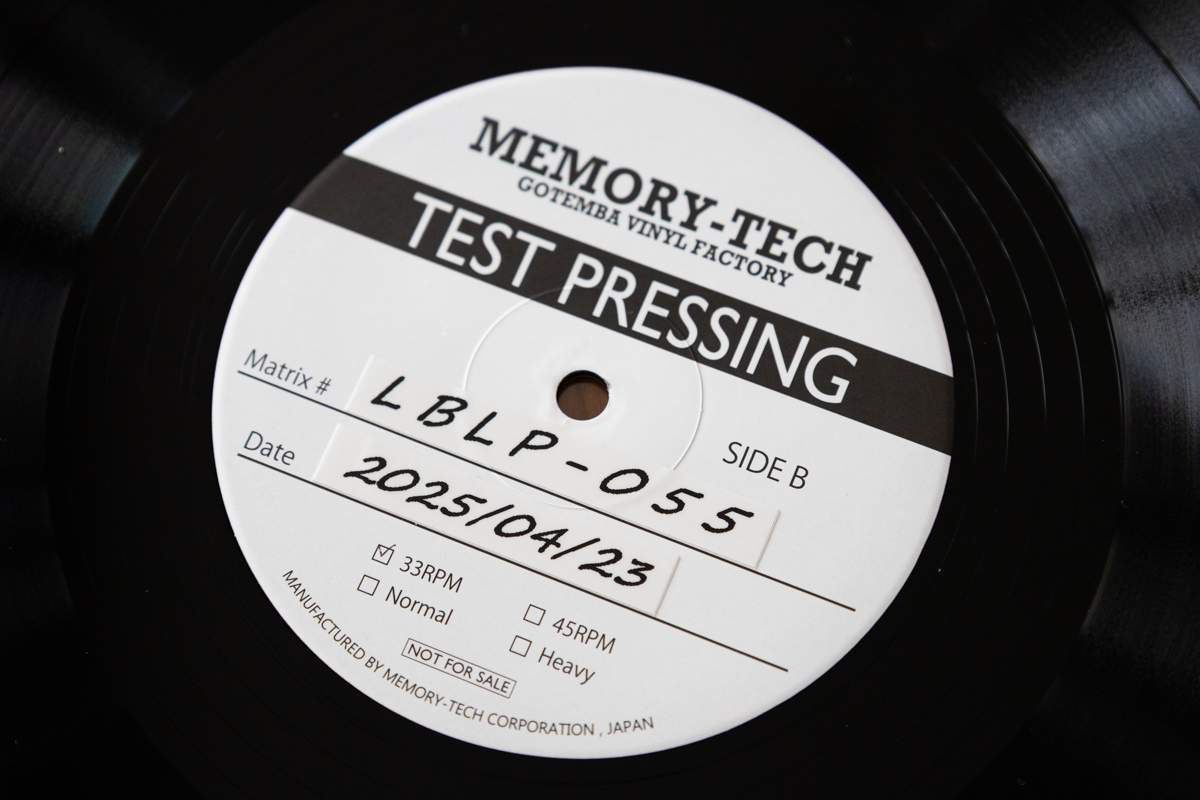 MEMORY-TECH
GOTEMBA VINYL FACTORY
TEST PRESSING
SIDE B
Matrix # LBLP-055
Date 2025/04/23
33RPM 45RPM
Normal Heavy
NOT FOR SALE
MANUFACTURED BY MEMORY-TECH CORPORATION , JAPAN